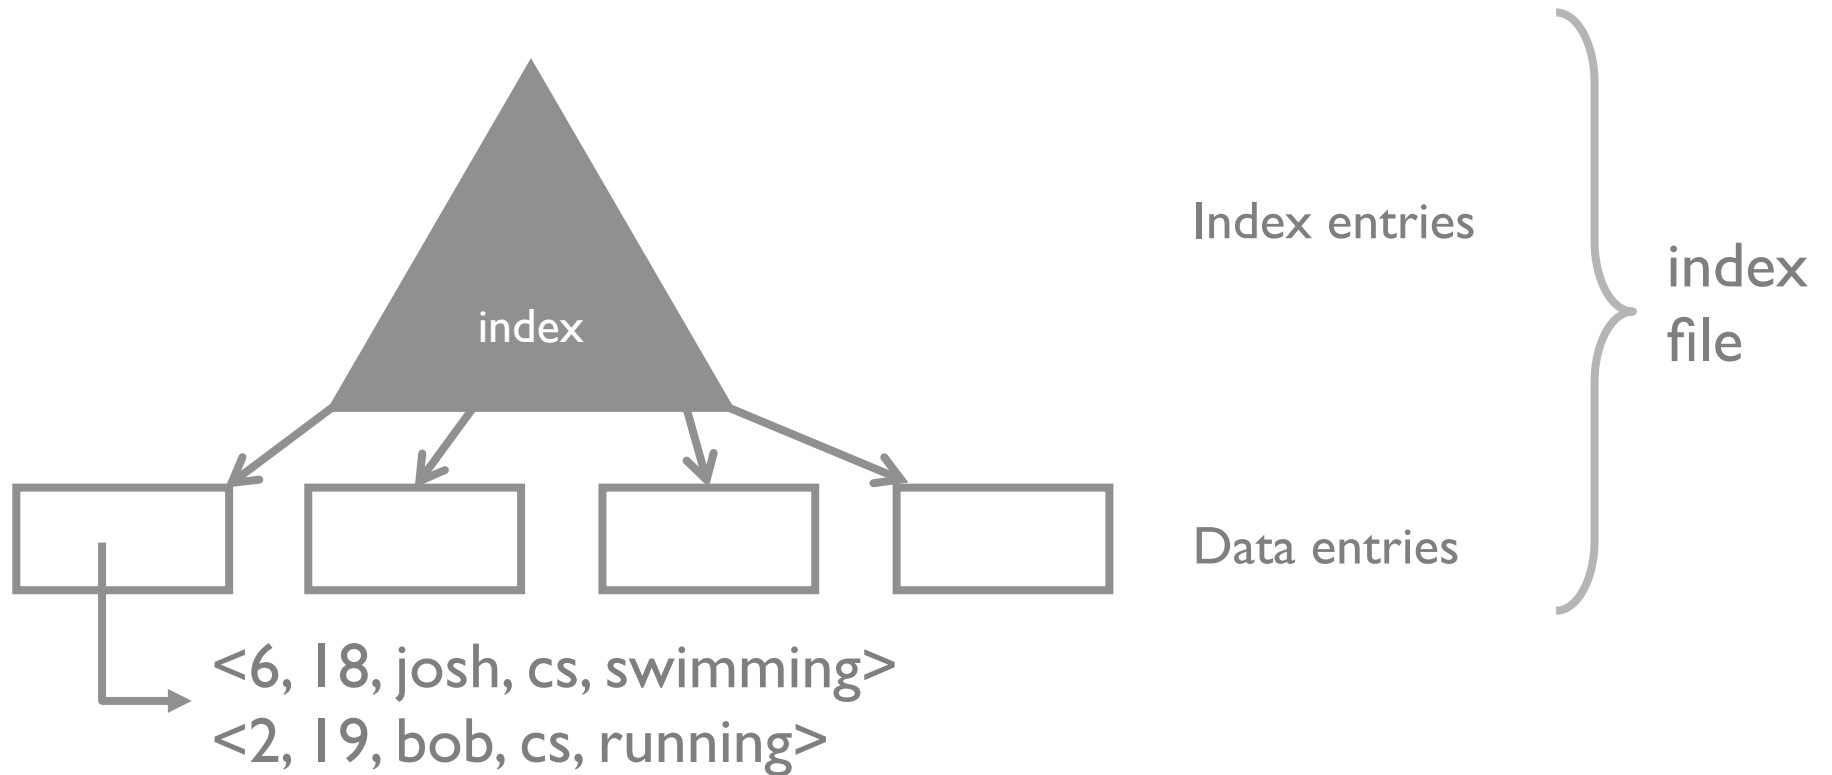 Index entries
index
file
index
Data entries
<6, 18, josh, cs, swimming>
<2, 19, bob, cs, running>